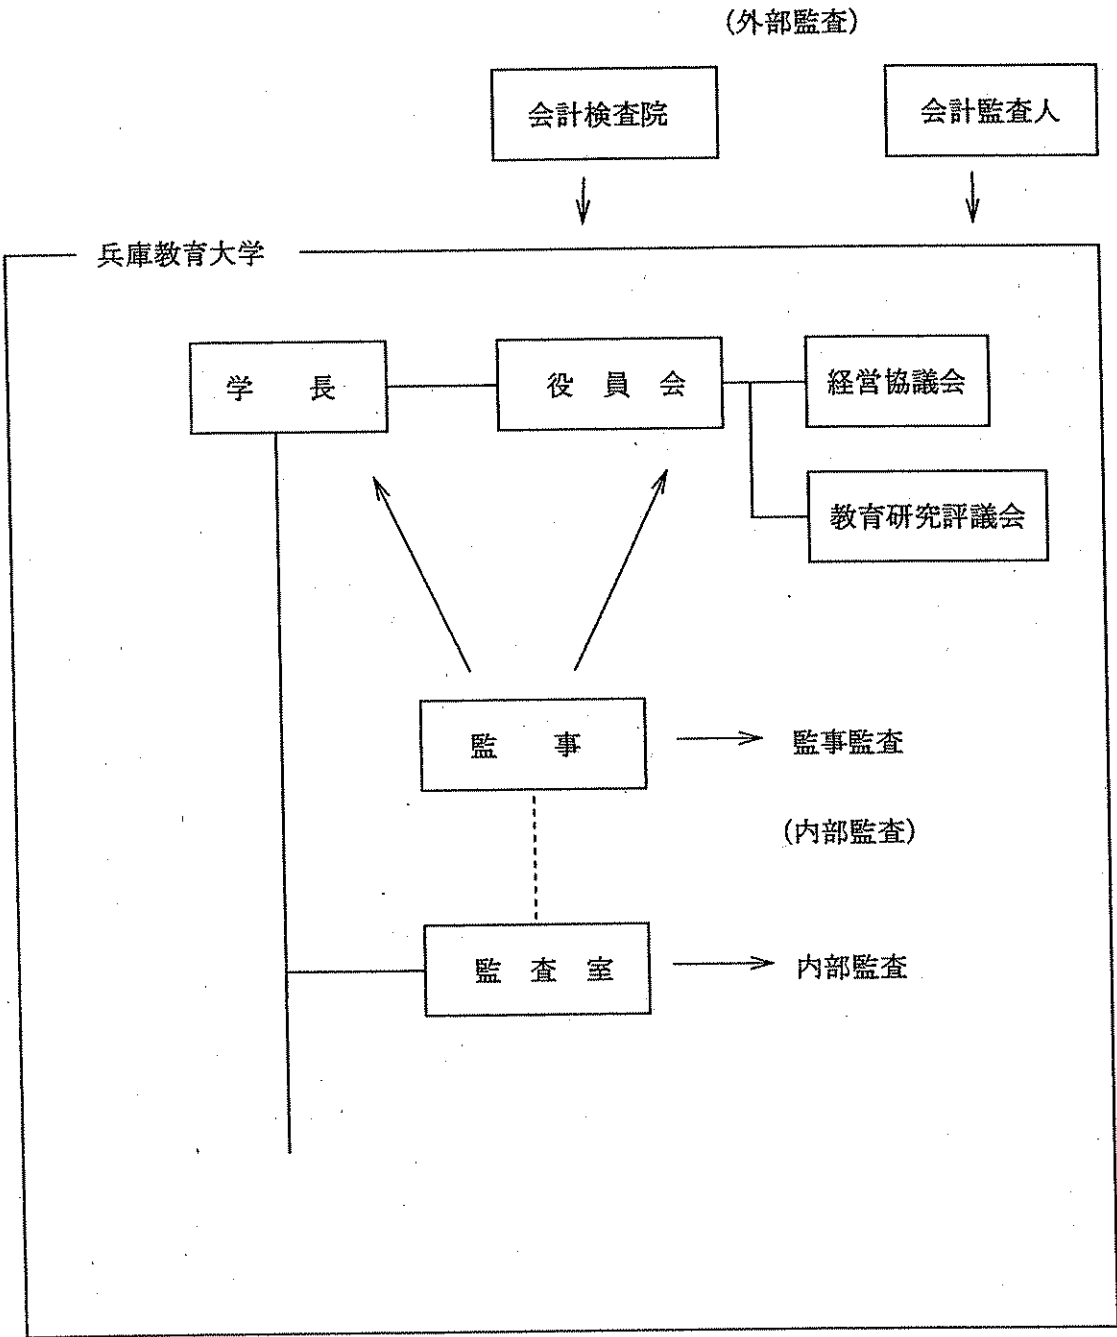 (外部監査)
会計検査院
会計監査人
兵庫教育大学
学 長
役 員 会
経営協議会
教育研究評議会
監 事
監事監査
(内部監査)
監 査 室
内部監査